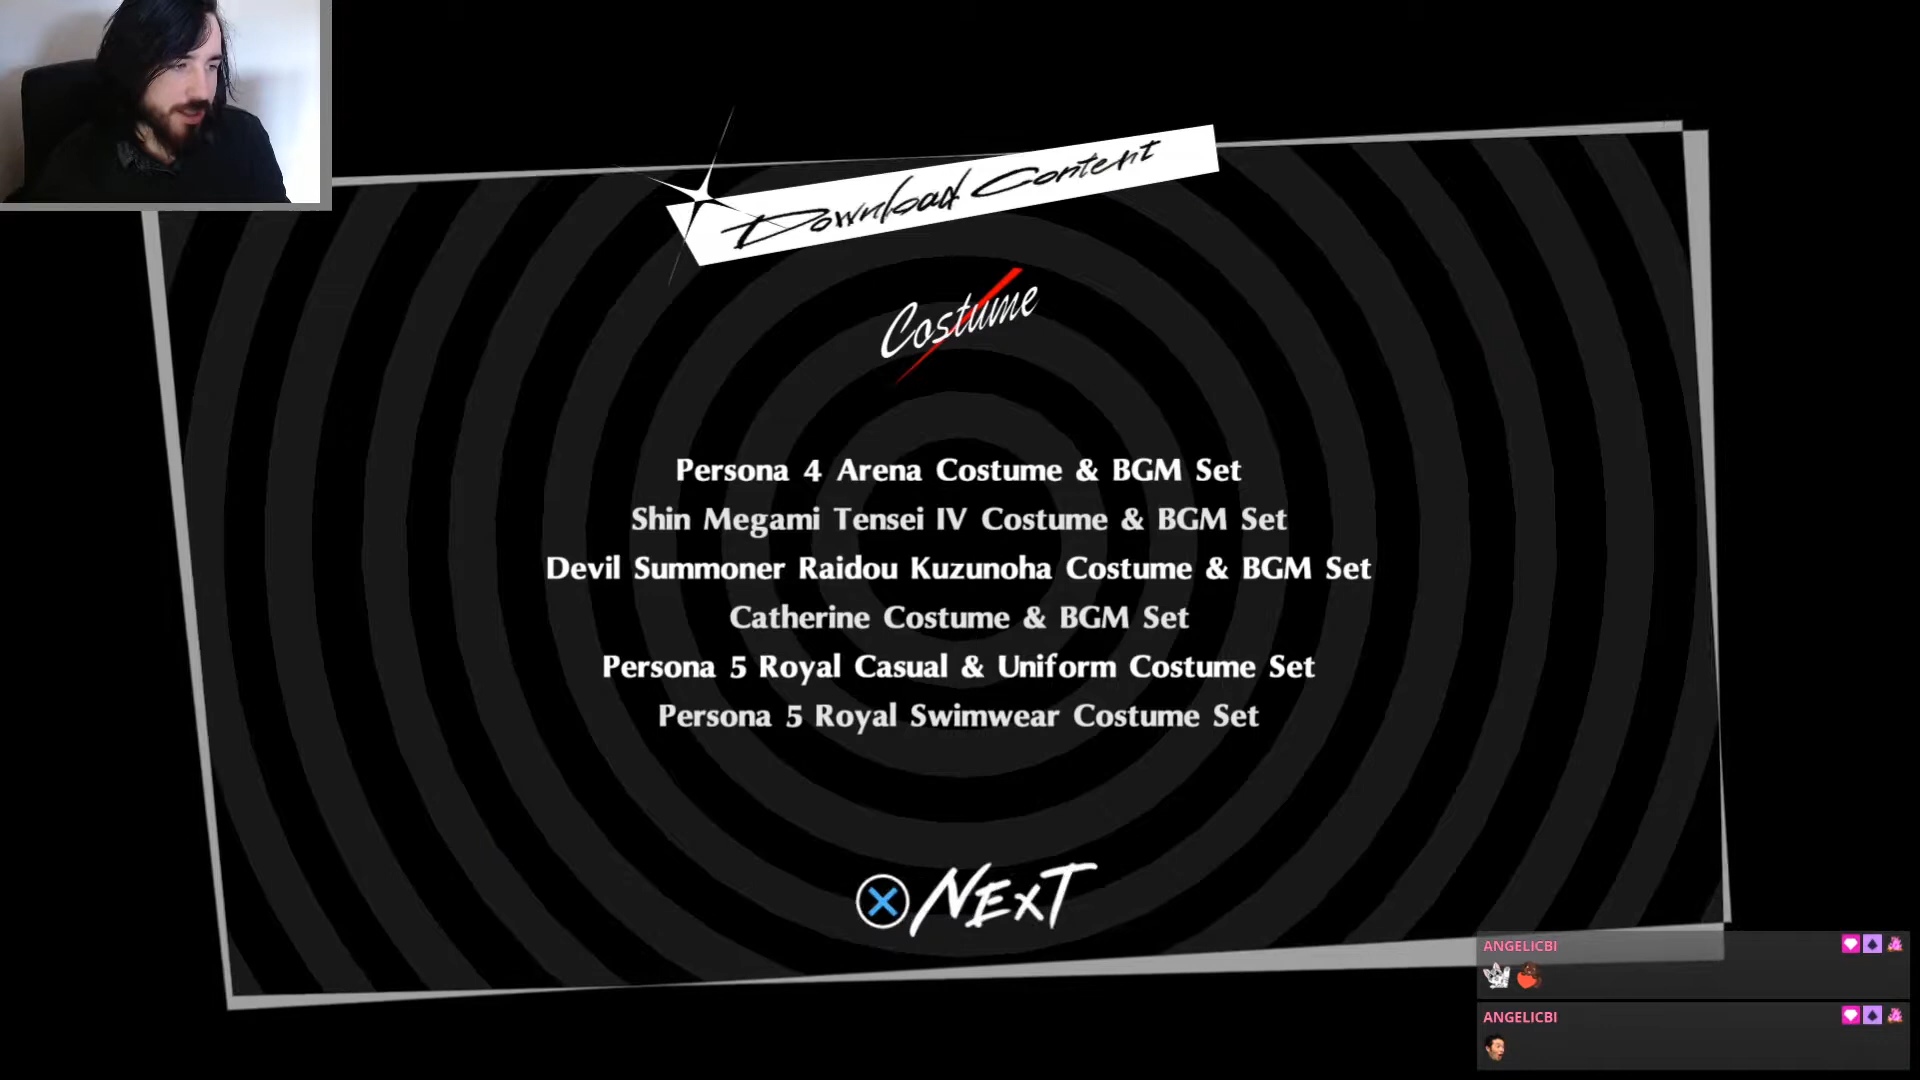 Download Content
Costume
Persona 4 Arena Costume & BGM Set
Shin Megami Tensei IV Costume & BGM Set
Devil Summoner Raidou Kuzunoha Costume & BGM Set
Catherine Costume & BGM Set
Persona 5 Royal Casual & Uniform Costume Set
Persona 5 Royal Swimwear Costume Set
NExT
ANGELICBI
ANGELICBI